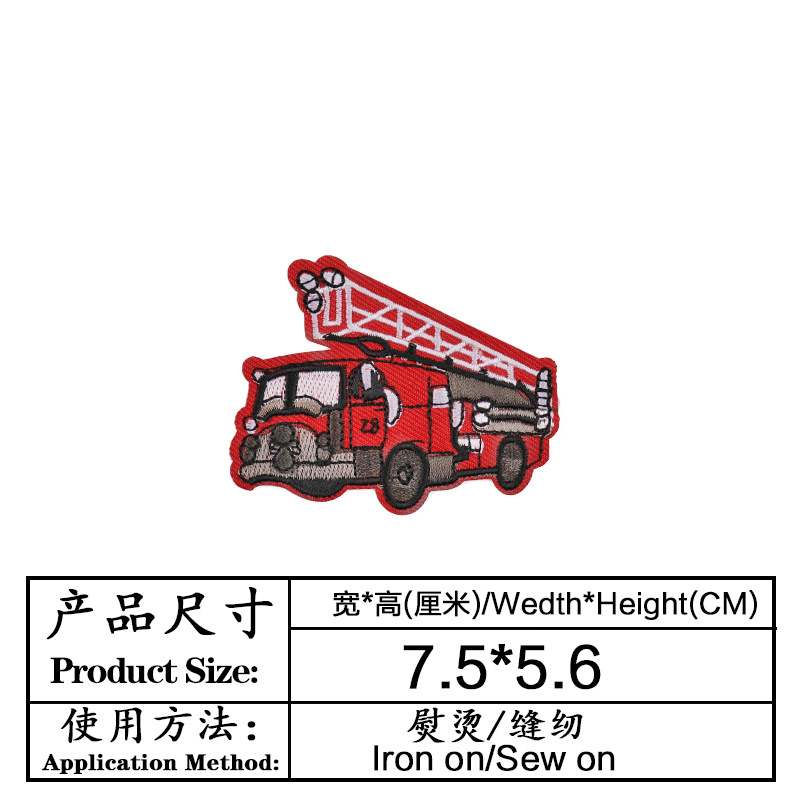 28
产品尺寸
Product Size:
宽*高(厘米)/Wedth*Height(CM)
7.5*5.6
使用方法：
Application Method:
熨烫/缝纫
Iron on/Sew on